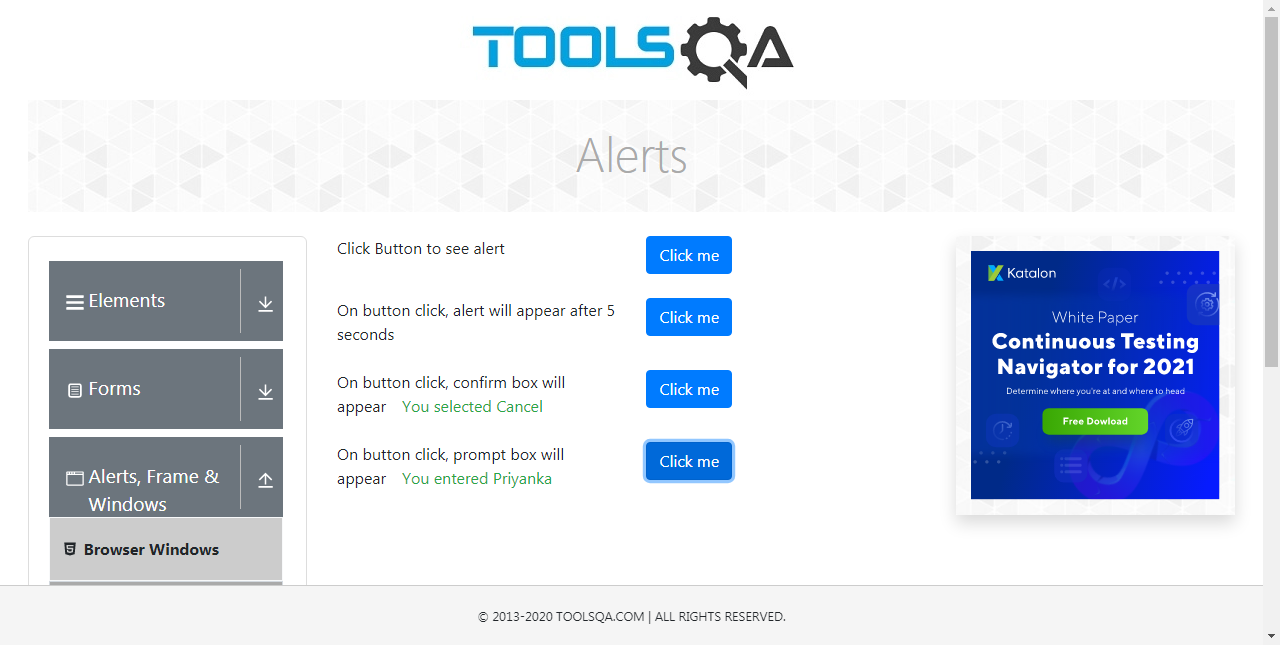 TOOLSQA
Alerts
Elements
Forms
Alerts, Frame &
Windows
Browser Windows
Click Button to see alert
Click me
On button click, alert will appear after 5
seconds
Click me
On button click, confirm box will
appear You selected Cancel
Click me
On button click, prompt box will
appear You entered Priyanka
Click me
Katalon
White Paper
Continuous Testing
Navigator for 2021
Determine where you're at and where to head
Free Dowload
© 2013-2020 TOOLSQA.COM | ALL RIGHTS RESERVED.